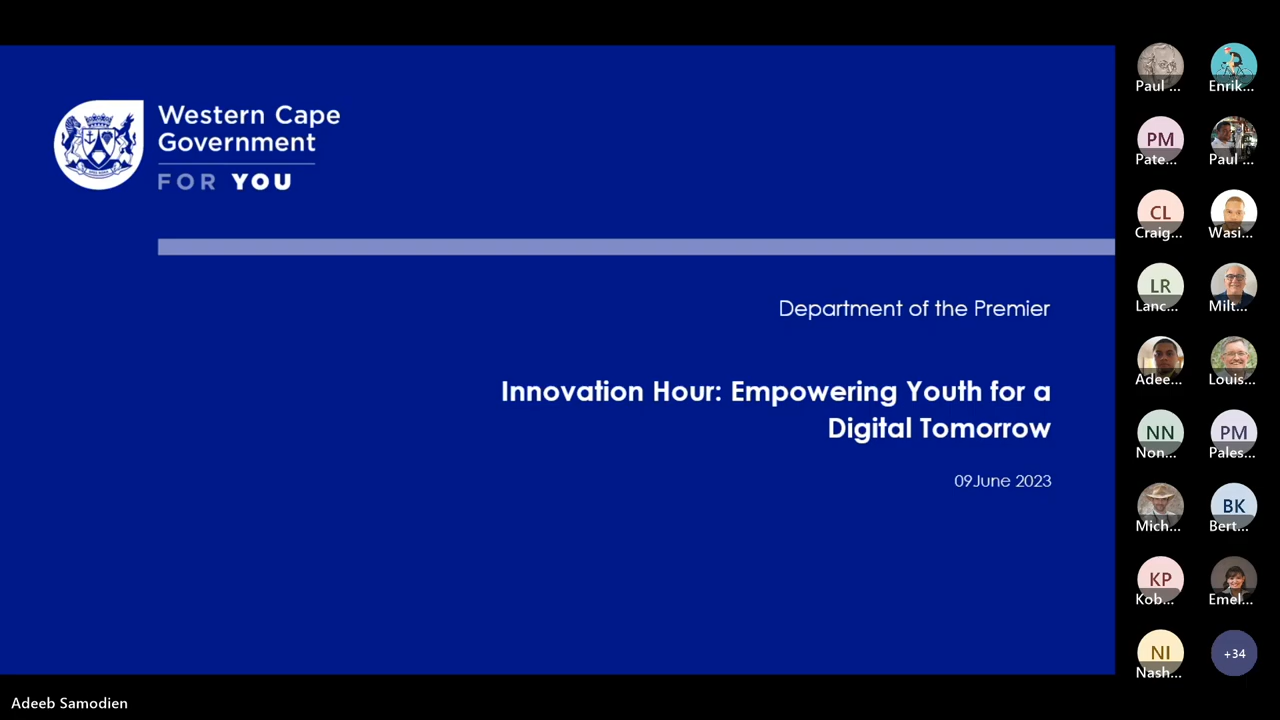 Western Cape
Government
FOR YOU
Department of the Premier
Innovation Hour: Empowering Youth for a
Digital Tomorrow
09June 2023
Paul ...
Enrik...
PM
Pate...
Paul ...
CL
Craig...
Wasi...
LR
Lanc...
Milt...
Adee...
Louis...
NN
Non...
PM
Pales...
Mich...
BK
Bert...
KP
Kob...
Emel...
NI
Nash...
+34
Adeeb Samodien